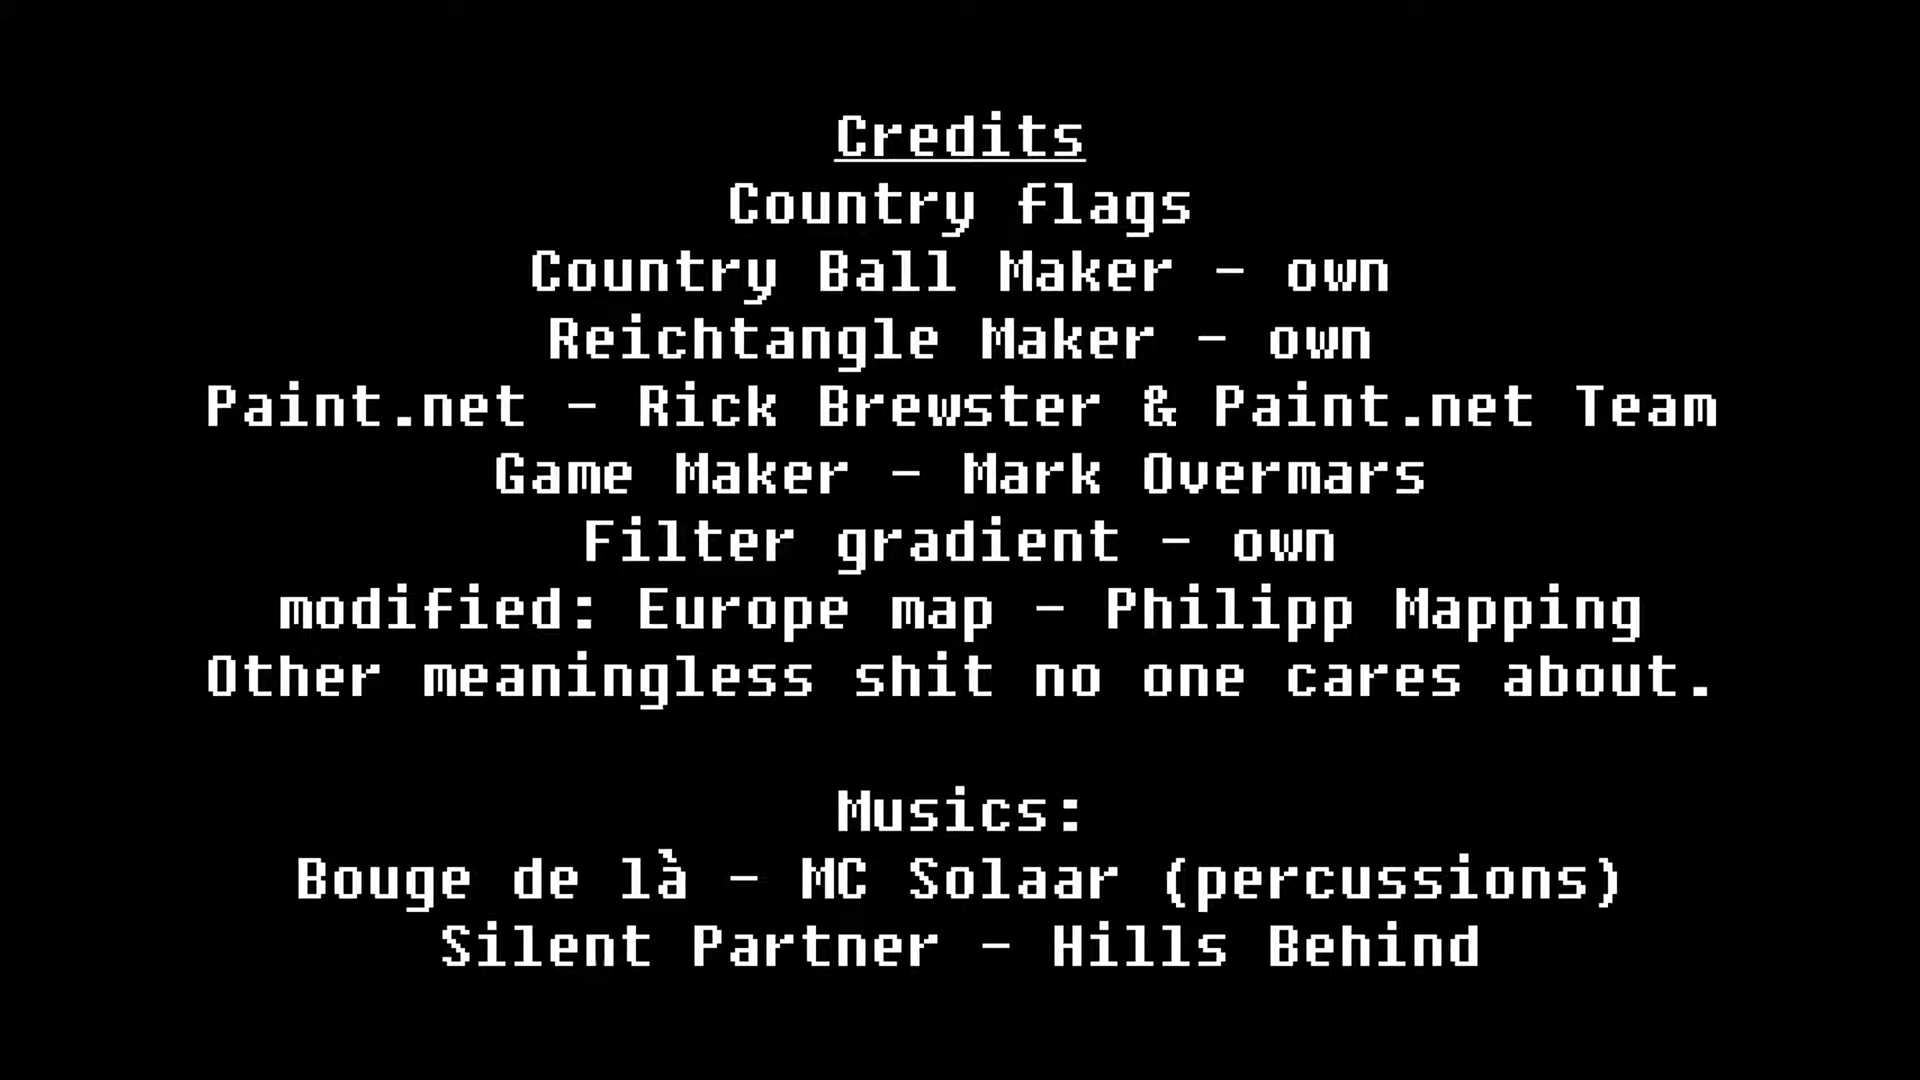 Credits
Country flags
Country Ball Maker - own
Reichtangle Maker - own
Paint.net - Rick Brewster & Paint.net Team
Game Maker - Mark Overmars
Filter gradient - own
modified: Europe map - Philipp Mapping
Other meaningless shit no one cares about.
Musics:
Bouge de là - MC Solaar (percussions)
Silent Partner - Hills Behind